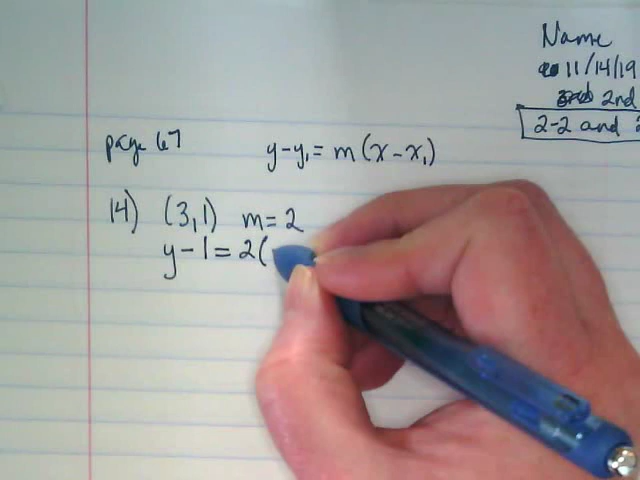 Name
11/14/19
2nd
2-2 and
page 67
y-y₁ = m(x-x₁)
14) (3,1) m=2
y-1=2(